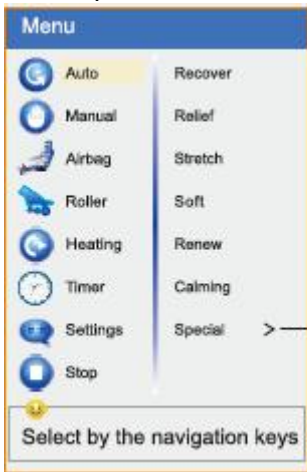 Menu
Auto Recover
Manual Relief
Airbag Stretch
Roller Soft
Heating Renew
Timer Calming
Settings Special >
Stop
Select by the navigation keys